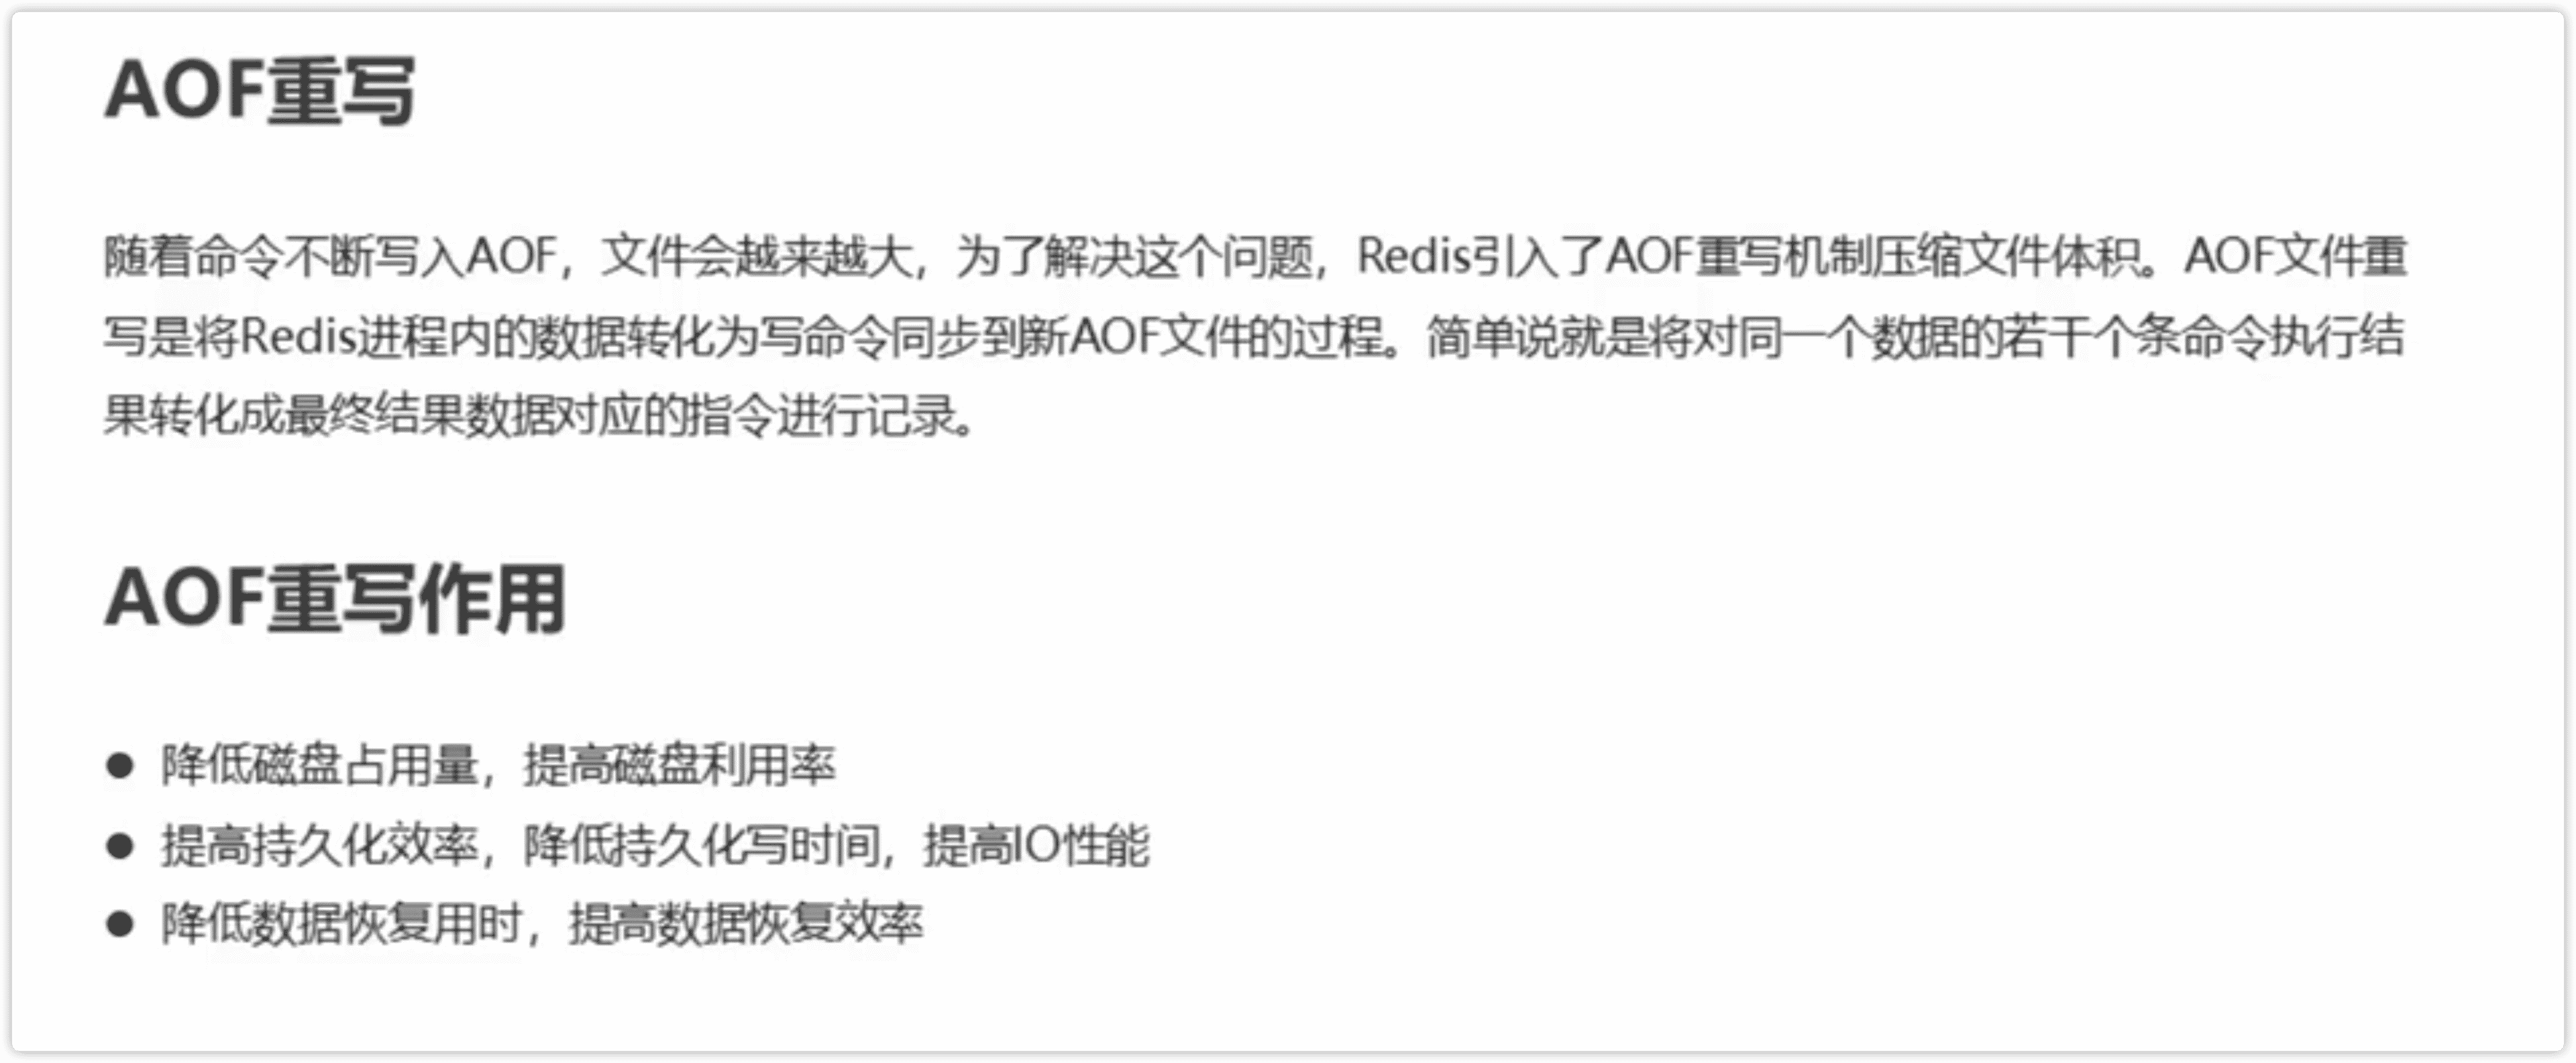 AOF重写
随着命令不断写入AOF，文件会越来越大，为了解决这个问题，Redis引入了AOF重写机制压缩文件体积。AOF文件重
写是将Redis进程内的数据转化为写命令同步到新AOF文件的过程。简单说就是将对同一个数据的若干个条命令执行结
果转化成最终结果数据对应的指令进行记录。
AOF重写作用
● 降低磁盘占用量，提高磁盘利用率
● 提高持久化效率，降低持久化写时间，提高IO性能
● 降低数据恢复用时，提高数据恢复效率